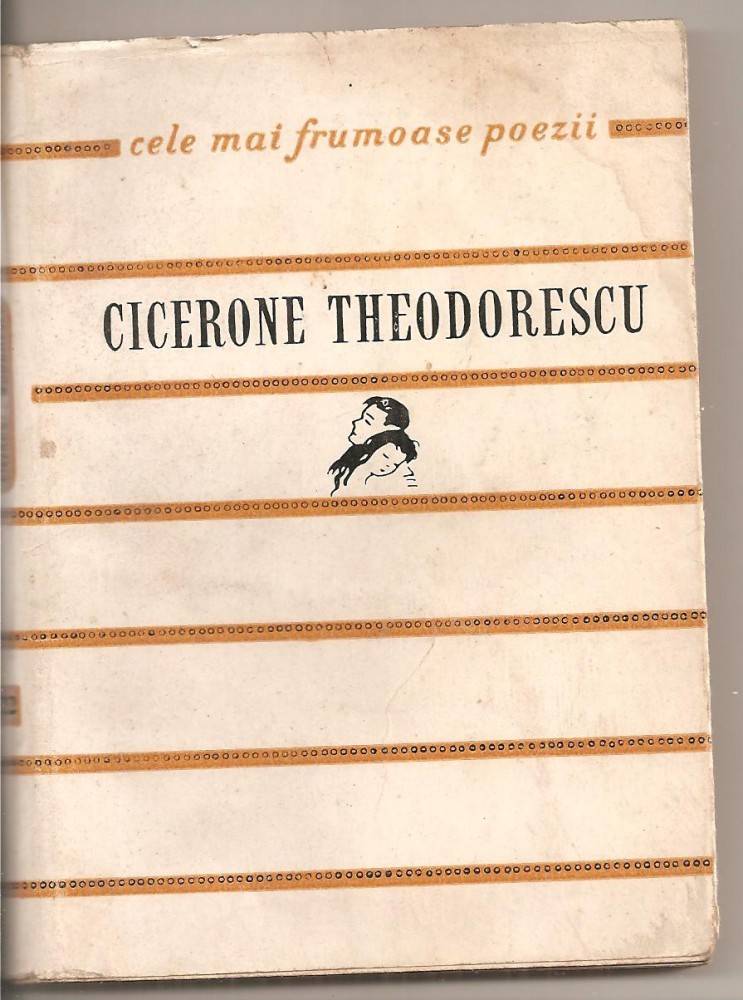 cele mai frumoase poezii
CICERONE THEODORESCU